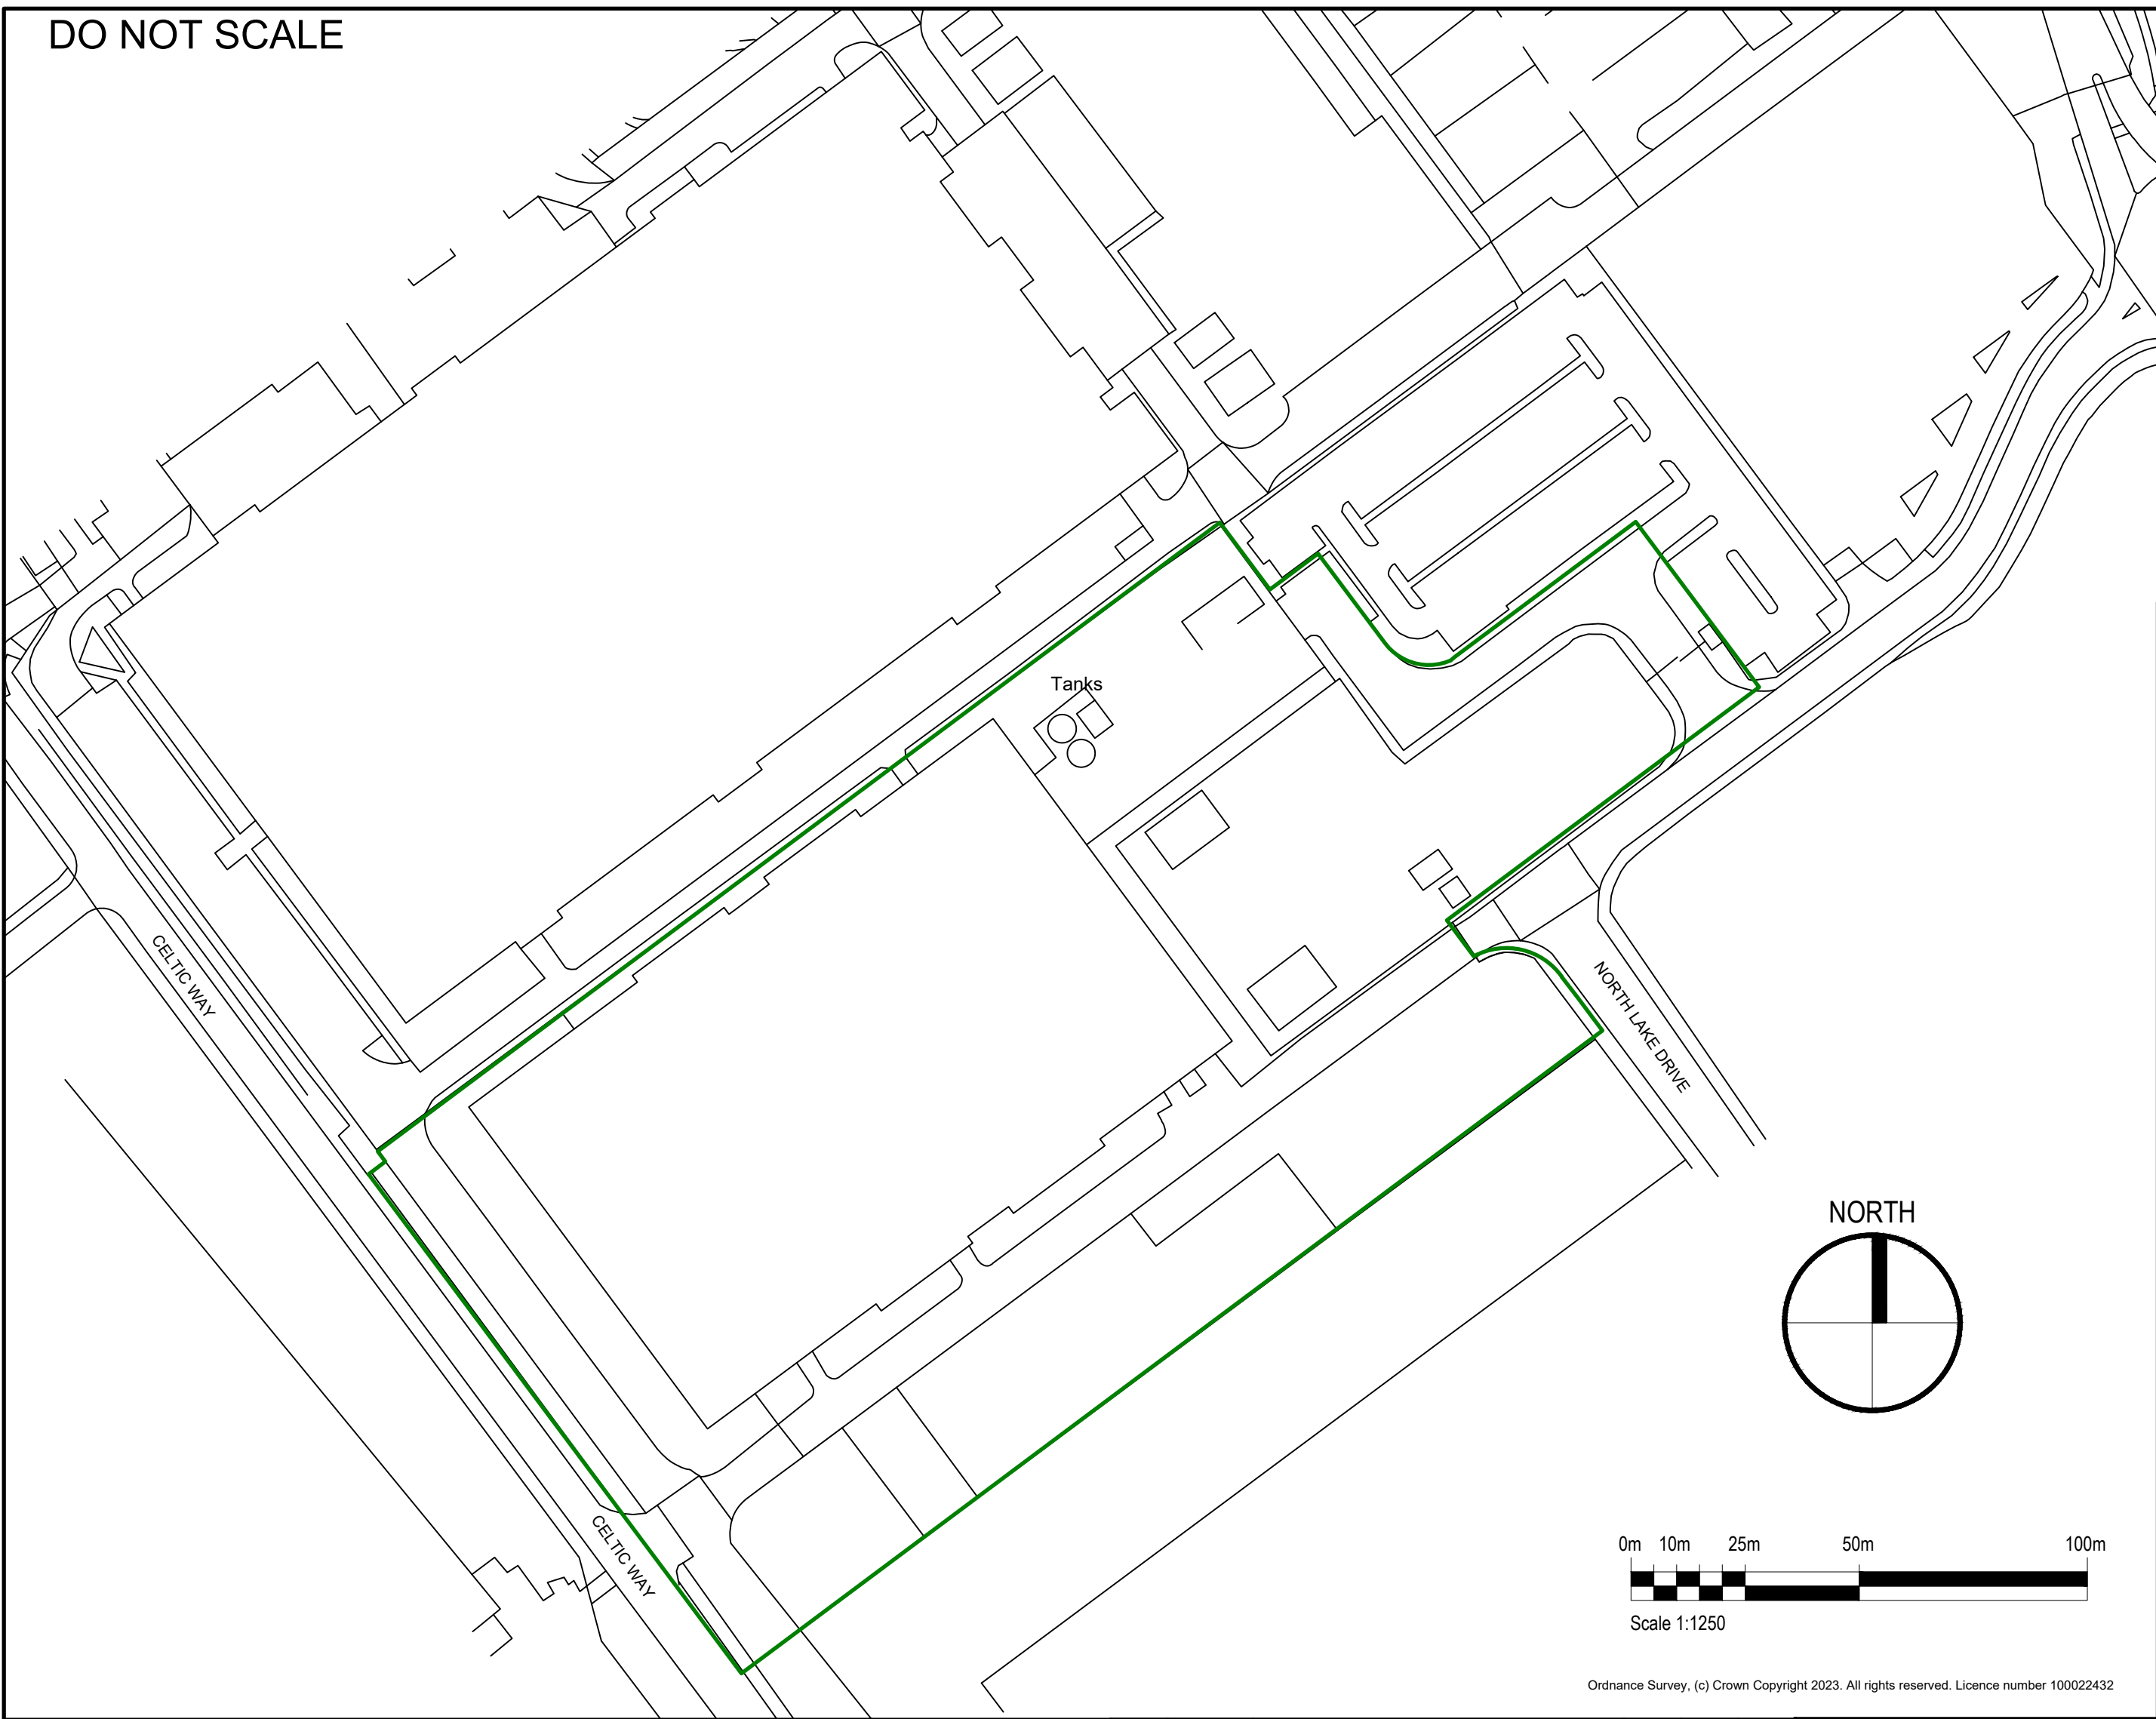 DO NOT SCALE
Tanks
CELTIC WAY
NORTH LAKE DRIVE
NORTH
CELTIC WAY
0m 10m 25m 50m 100m
Scale 1:1250
Ordnance Survey, (c) Crown Copyright 2023. All rights reserved. Licence number 100022432